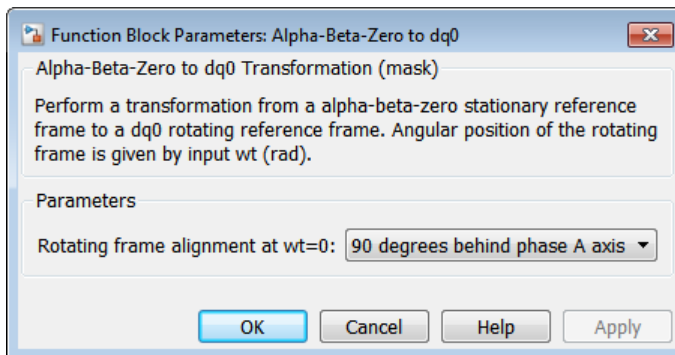 Function Block Parameters: Alpha-Beta-Zero to dq0
Alpha-Beta-Zero to dq0 Transformation (mask)
Perform a transformation from a alpha-beta-zero stationary reference
frame to a dq0 rotating reference frame. Angular position of the rotating
frame is given by input wt (rad).
Parameters
Rotating frame alignment at wt=0: 90 degrees behind phase A axis
OK Cancel Help Apply